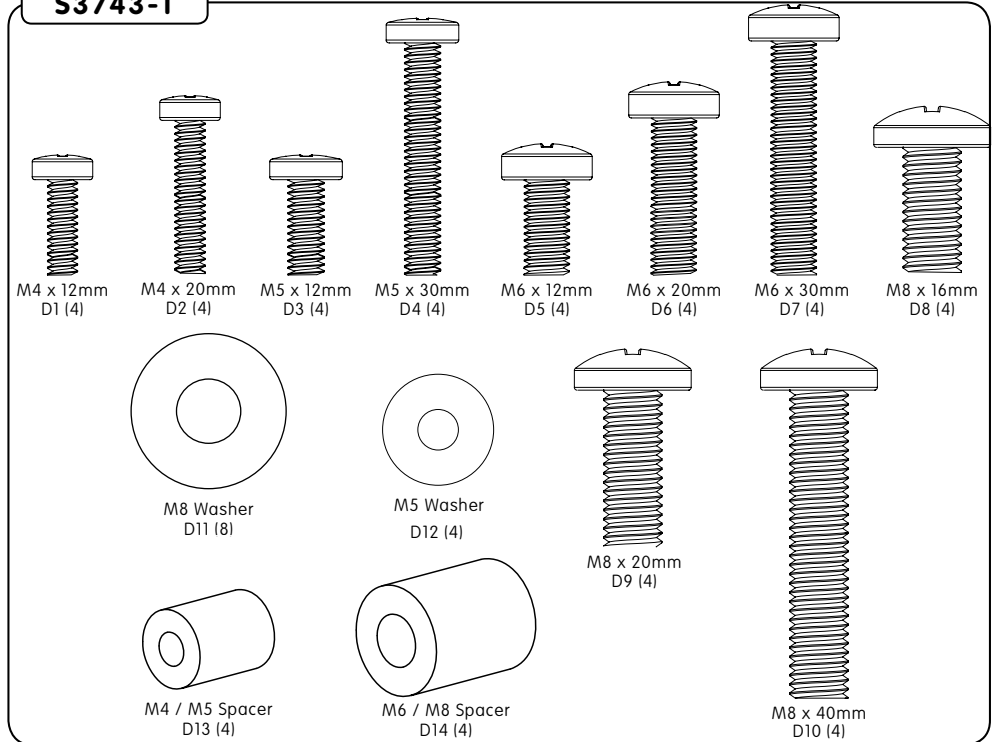 S3743-1
M4 x 12mm
D1 (4)
M4 x 20mm
D2 (4)
M5 x 12mm
D3 (4)
M5 x 30mm
D4 (4)
M6 x 12mm
D5 (4)
M6 x 20mm
D6 (4)
M6 x 30mm
D7 (4)
M8 x 16mm
D8 (4)
M8 Washer
D11 (8)
M5 Washer
D12 (4)
M8 x 20mm
D9 (4)
M4 / M5 Spacer
D13 (4)
M6 / M8 Spacer
D14 (4)
M8 x 40mm
D10 (4)